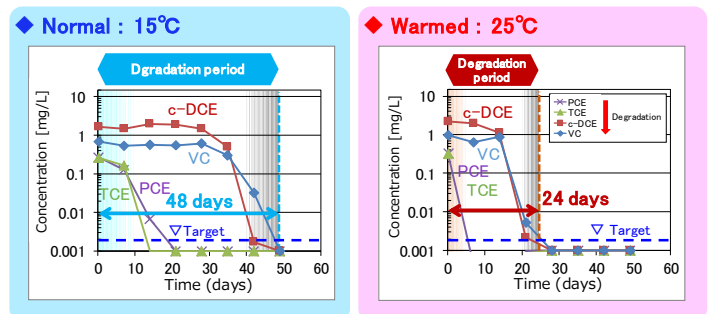 ◆ Normal : 15℃
Dgradation period
Concentration [mg/L]
10
1
0.1
0.01
0.001
c-DCE
VC
TCE
PCE
48 days
▽Target
0 10 20 30 40 50 60
Time (days)
◆ Warmed : 25℃
Degradation
period
Concentration [mg/L]
10
1
0.1
0.01
0.001
c-DCE
VC
PCE
TCE
24 days
▽ Target
PCE
TCE
c-DCE
VC
Degradation
0 10 20 30 40 50 60
Time (days)